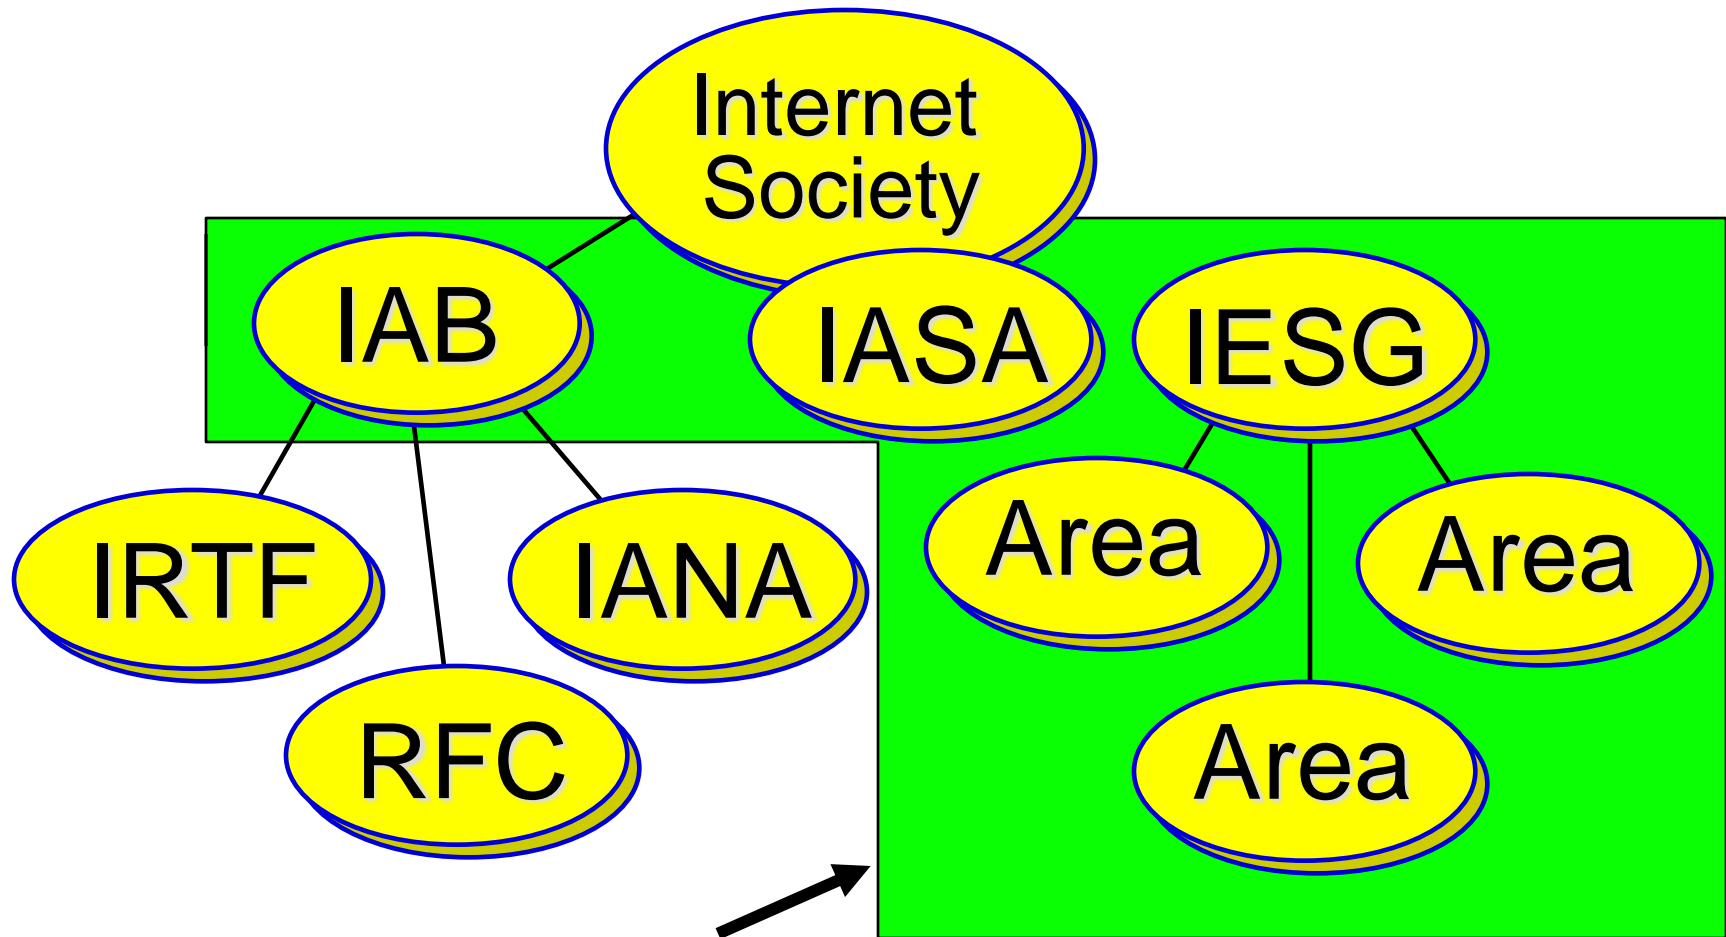 Internet
Society
IAB
IASA
IESG
IRTF
IANA
Area
Area
RFC
Area